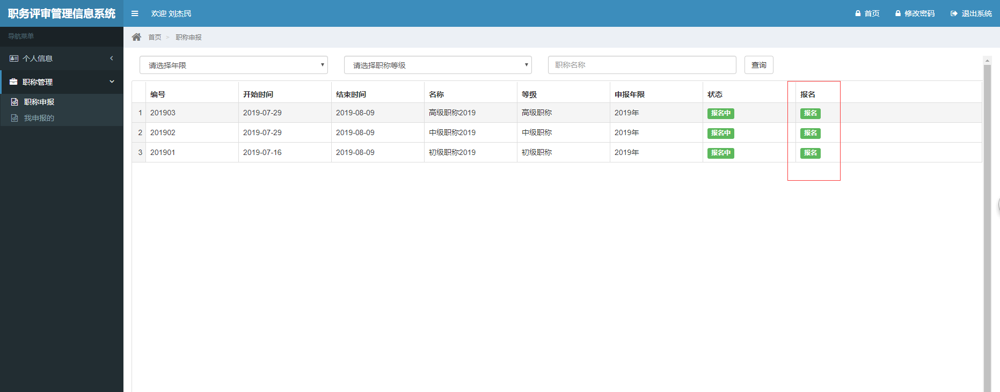 职务评审管理信息系统 欢迎 刘杰民 首页 修改密码 退出系统
导航菜单
首页 > 职称申报
个人信息
职称管理
职称申报
我申报的
请选择年限 请选择职称等级 职称名称 查询
编号 开始时间 结束时间 名称 等级 申报年限 状态 报名
1 201903 2019-07-29 2019-08-09 高级职称2019 高级职称 2019年 报名中 报名
2 201902 2019-07-29 2019-08-09 中级职称2019 中级职称 2019年 报名中 报名
3 201901 2019-07-16 2019-08-09 初级职称2019 初级职称 2019年 报名中 报名